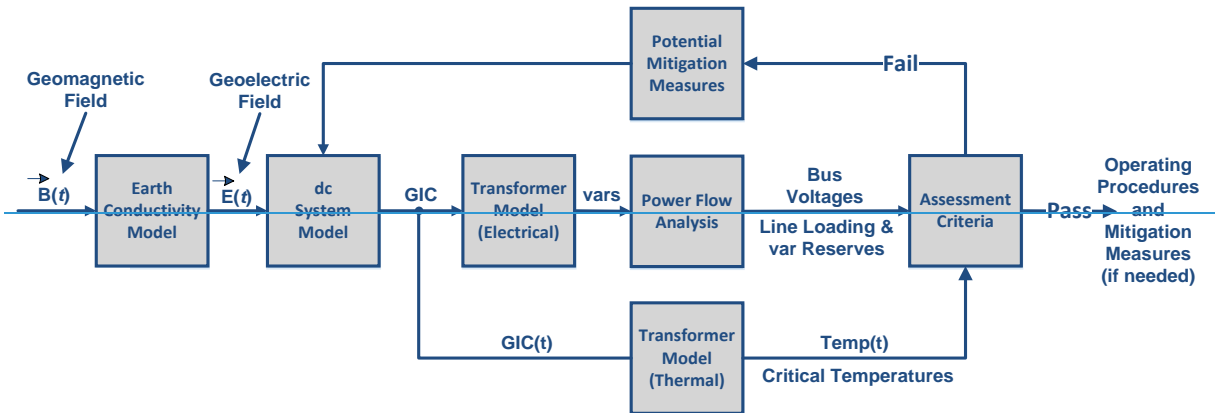 Potential
Mitigation
Measures
Fail
Geomagnetic
Field
Geoelectric
Field
B(t)
Earth
Conductivity
Model
E(t)
dc
System
Model
GIC
Transformer
Model
(Electrical)
vars
Power Flow
Analysis
Bus
Voltages
Line Loading &
var Reserves
Assessment
Criteria
Pass
Operating
Procedures
and
Mitigation
Measures
(if needed)
GIC(t)
Transformer
Model
(Thermal)
Temp(t)
Critical Temperatures